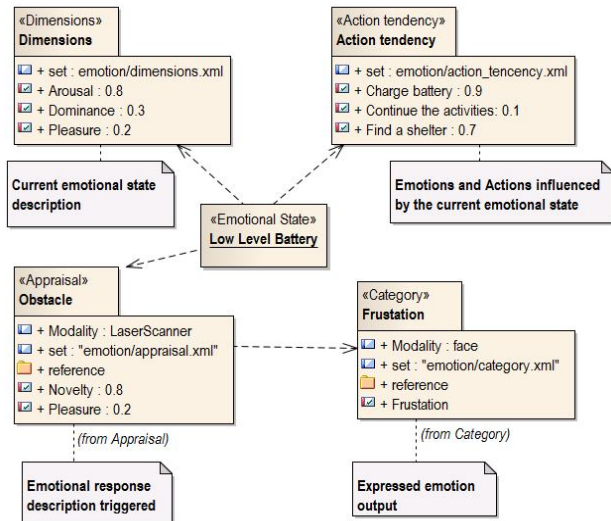 «Dimensions»
Dimensions
+ set : emotion/dimensions.xml
+ Arousal : 0.8
+ Dominance : 0.3
+ Pleasure : 0.2
Current emotional state
description
«Action tendency»
Action tendency
+ set : emotion/action_tencency.xml
+ Charge battery : 0.9
+ Continue the activities: 0.1
+ Find a shelter : 0.7
Emotions and Actions influenced
by the current emotional state
«Emotional State»
Low Level Battery
«Appraisal»
Obstacle
+ Modality : LaserScanner
+ set : "emotion/appraisal.xml"
+ reference
+ Novelty : 0.8
+ Pleasure : 0.2
(from Appraisal)
Emotional response
description triggered
«Category»
Frustation
+ Modality : face
+ set : "emotion/category.xml"
+ reference
+ Frustation
(from Category)
Expressed emotion
output